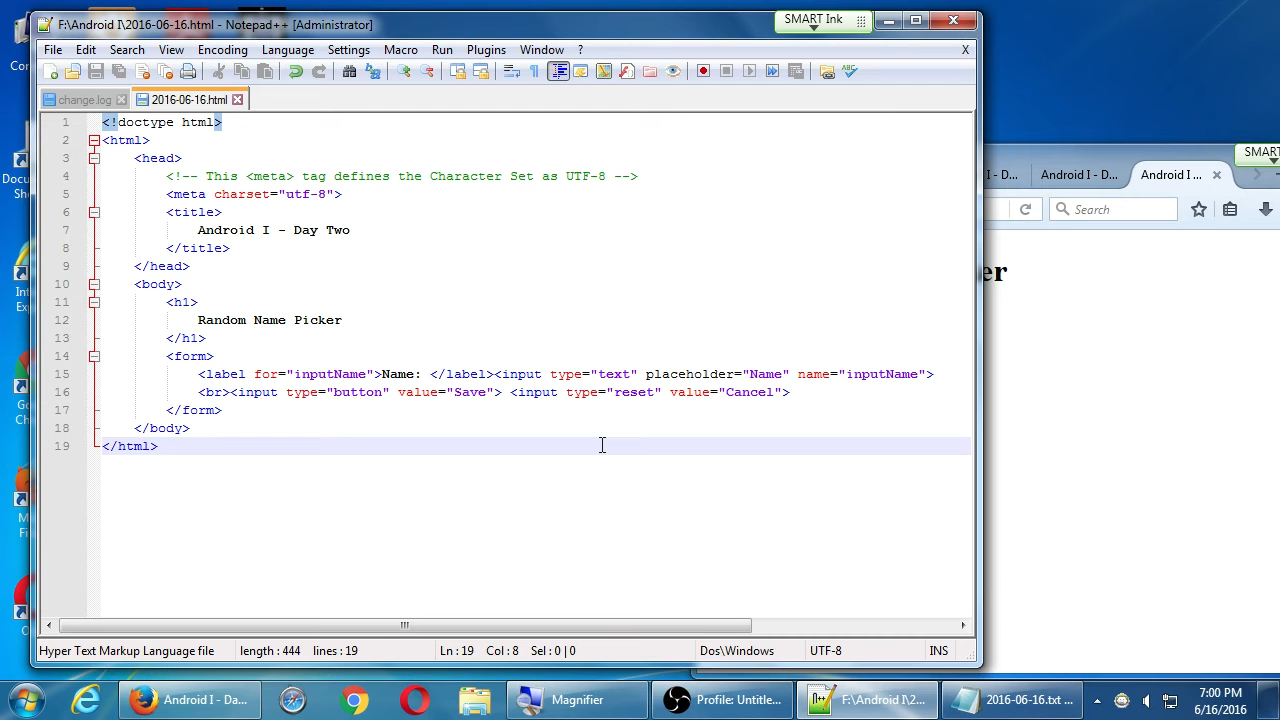 F:\Android I\2016-06-16.html - Notepad++ [Administrator]
SMART Ink
File Edit Search View Encoding Language Settings Macro Run Plugins Window ? X
change.log 2016-06-16.html
1 <!doctype html>
2 <html>
3 <head>
4 <!-- This <meta> tag defines the Character Set as UTF-8 -->
5 <meta charset="utf-8">
6 <title>
7 Android I - Day Two
8 </title>
9 </head>
10 <body>
11 <h1>
12 Random Name Picker
13 </h1>
14 <form>
15 <label for="inputName">Name: </label><input type="text" placeholder="Name" name="inputName">
16 <br><input type="button" value="Save"> <input type="reset" value="Cancel">
17 </form>
18 </body>
19 </html>
Hyper Text Markup Language file length : 444 lines : 19 Ln : 19 Col : 8 Sel : 0 | 0 Dos\Windows UTF-8 INS
SMART
I - D... Android I - D... Android I ...
Search
er
Android I - Da... Magnifier Profile: Untitle... F:\Android I\2... 2016-06-16.txt ...
7:00 PM
6/16/2016